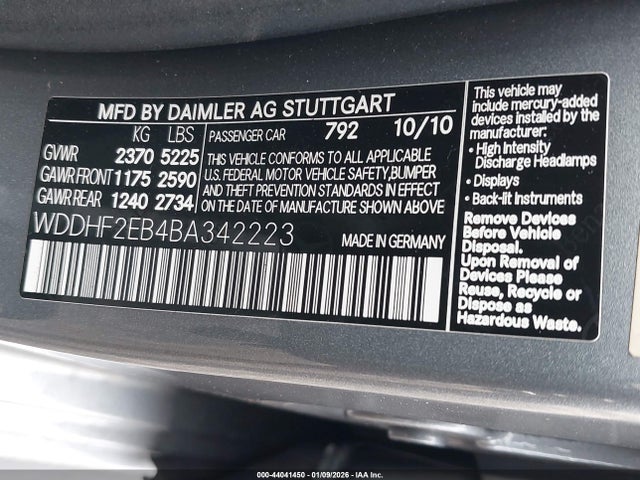 MFD BY DAIMLER AG STUTTGART
KG LBS
GVWR 2370 5225
GAWR FRONT 1175 2590
GAWR REAR 1240 2734
PASSENGER CAR 792 10/10
THIS VEHICLE CONFORMS TO ALL APPLICABLE
U.S. FEDERAL MOTOR VEHICLE SAFETY, BUMPER
AND THEFT PREVENTION STANDARDS IN EFFECT
ON THE DATE OF MANUFACTURE SHOWN ABOVE.
WDDHF2EB4BA342223
MADE IN GERMANY
This vehicle may
include mercury-added
devices installed by the
manufacturer:
• High Intensity
Discharge Headlamps
• Displays
• Back-lit Instruments
Remove Devices
Before Vehicle
Disposal.
Upon Removal of
Devices Please
Reuse, Recycle or
Dispose as
Hazardous Waste.
000-44041450 | 01/09/2026 | IAA Inc.